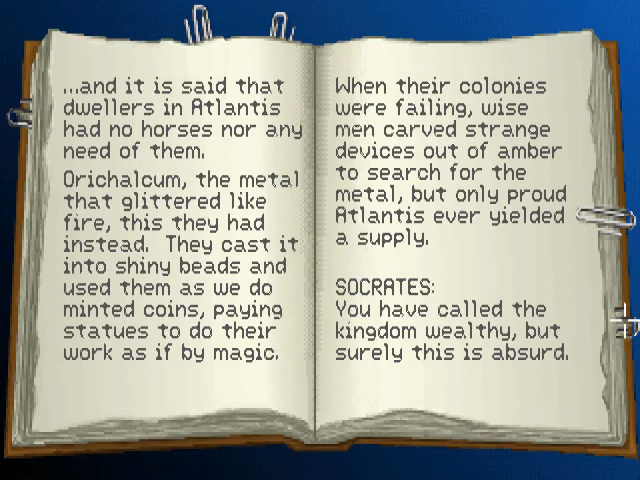 ...and it is said that
dwellers in Atlantis
had no horses nor any
need of them.
Orichalcum, the metal
that glittered like
fire, this they had
instead. They cast it
into shiny beads and
used them as we do
minted coins, paying
statues to do their
work as if by magic.
When their colonies
were failing, wise
men carved strange
devices out of amber
to search for the
metal, but only proud
Atlantis ever yielded
a supply.
SOCRATES:
You have called the
kingdom wealthy, but
surely this is absurd.